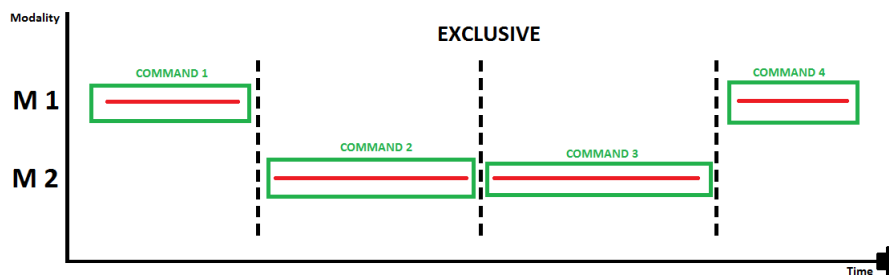 Modality
EXCLUSIVE
COMMAND 1
COMMAND 4
M 1
COMMAND 2
COMMAND 3
M 2
Time